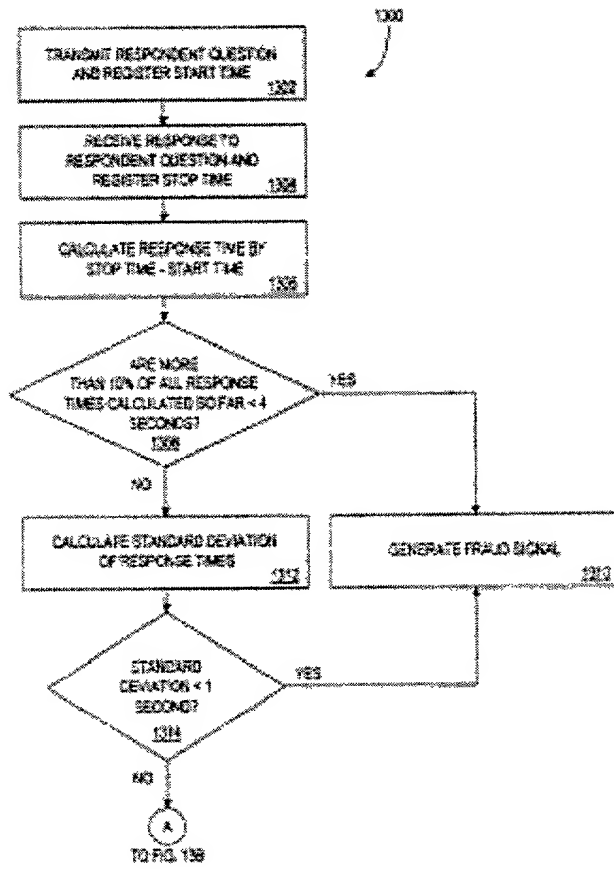 1300
TRANSMIT RESPONDENT QUESTION
AND REGISTER START TIME
1302
RECEIVE RESPONSE TO
RESPONDENT QUESTION AND
REGISTER STOP TIME
CALCULATE RESPONSE TIME BY
STOP TIME - START TIME
ARE MORE
THAN 10% OF ALL RESPONSE
TIMES CALCULATED SO FAR < 4
SECONDS?
YES
NO
CALCULATE STANDARD DEVIATION
OF RESPONSE TIMES
1312
GENERATE FRAUD SIGNAL
STANDARD
DEVIATION < 1
SECOND?
1314
YES
NO
A
TO FIG. 13B